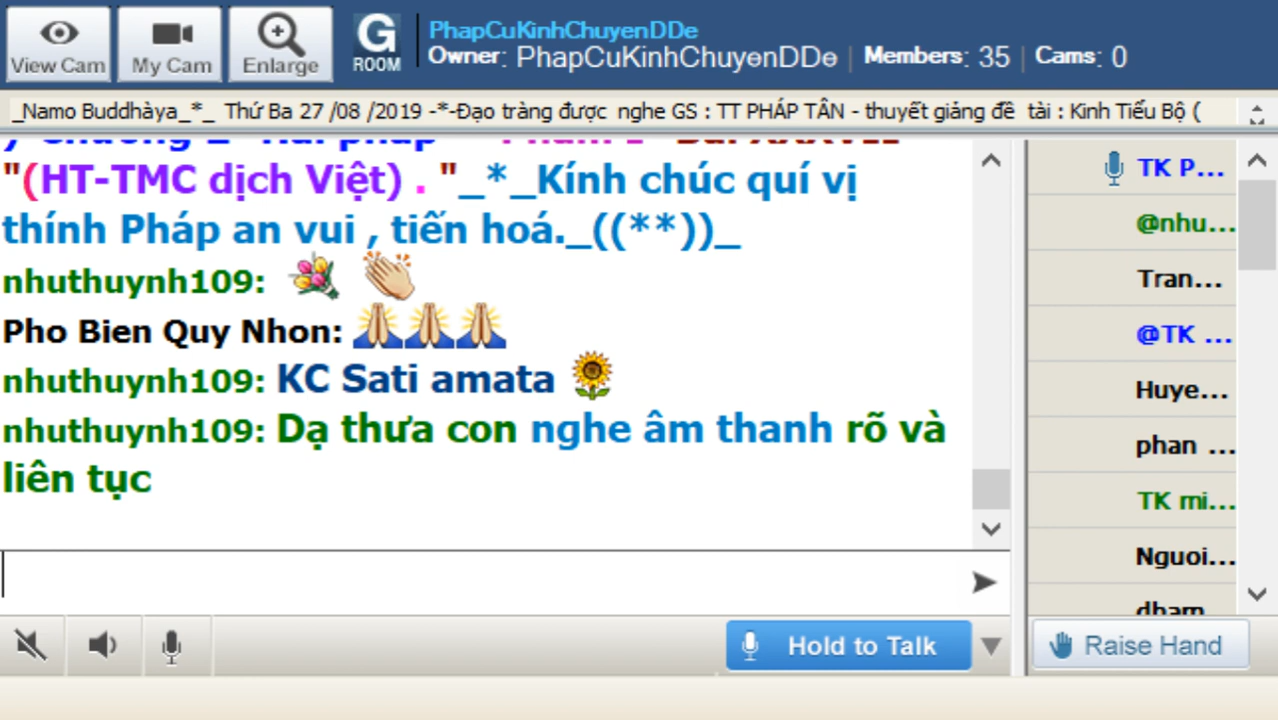 View Cam
My Cam
Enlarge
G
ROOM
PhapCuKinhChuyenDDe
Owner: PhapCuKinhChuyenDDe | Members: 35 | Cams: 0
_Namo Buddhàya_*_ Thứ Ba 27 /08 /2019 -*-Đạo tràng được nghe GS : TT PHÁP TÂN - thuyết giảng đề tài : Kinh Tiểu Bộ (
"(HT-TMC dịch Việt) . "_*_Kính chúc quí vị
thính Pháp an vui , tiến hoá._((**))_
nhuthuynh109:
Pho Bien Quy Nhon:
nhuthuynh109: KC Sati amata
nhuthuynh109: Dạ thưa con nghe âm thanh rõ và
liên tục
TK P...
@nhu...
Tran...
@TK ...
Huye...
phan ...
TK mi...
Nguoi...
Hold to Talk
Raise Hand